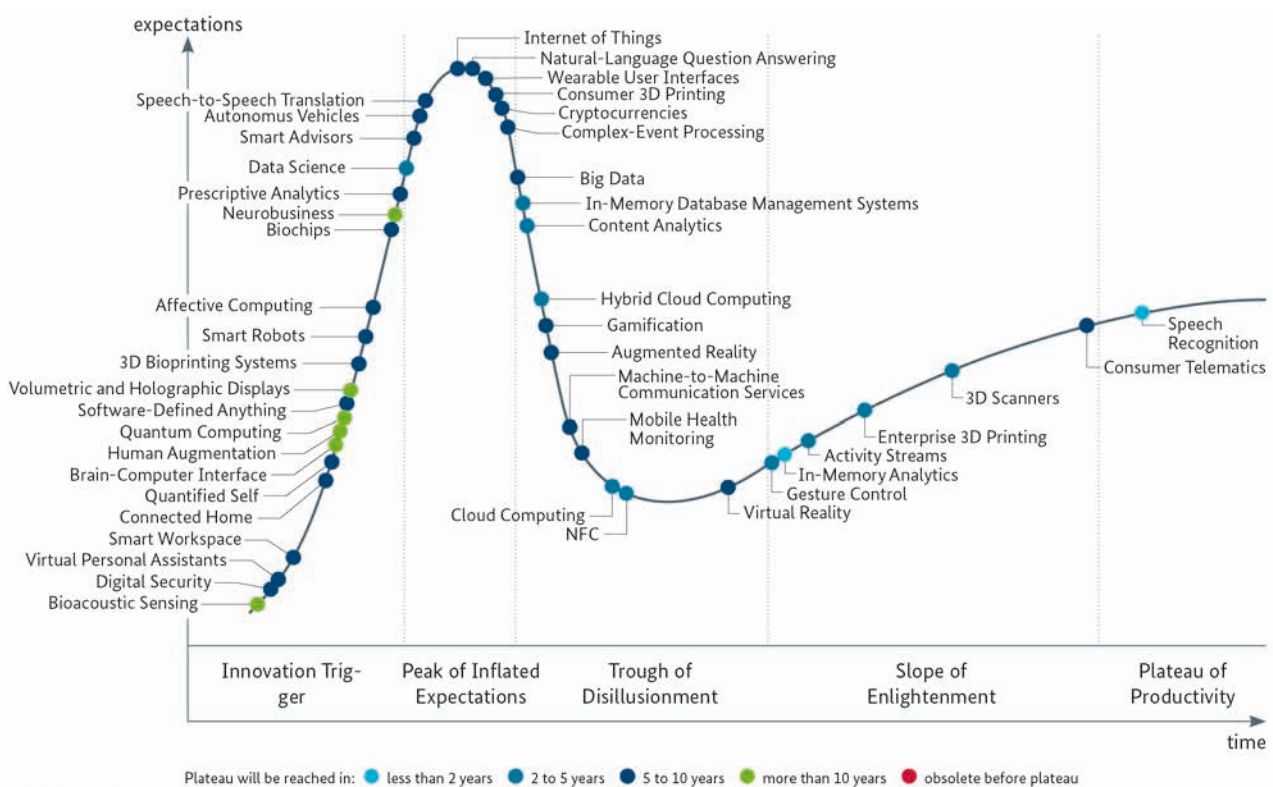 expectations
Internet of Things
Natural-Language Question Answering
Wearable User Interfaces
Consumer 3D Printing
Cryptocurrencies
Complex-Event Processing
Speech-to-Speech Translation
Autonomus Vehicles
Smart Advisors
Data Science
Prescriptive Analytics
Neurobusiness
Biochips
Big Data
In-Memory Database Management Systems
Content Analytics
Affective Computing
Smart Robots
3D Bioprinting Systems
Volumetric and Holographic Displays
Software-Defined Anything
Quantum Computing
Human Augmentation
Brain-Computer Interface
Quantified Self
Connected Home
Smart Workspace
Virtual Personal Assistants
Digital Security
Bioacoustic Sensing
Hybrid Cloud Computing
Gamification
Augmented Reality
Machine-to-Machine
Communication Services
Mobile Health
Monitoring
Cloud Computing
NFC
Speech
Recognition
Consumer Telematics
3D Scanners
Enterprise 3D Printing
Activity Streams
In-Memory Analytics
Gesture Control
Virtual Reality
Innovation Trig-
ger
Peak of Inflated
Expectations
Trough of
Disillusionment
Slope of
Enlightenment
Plateau of
Productivity
time
Plateau will be reached in: less than 2 years 2 to 5 years 5 to 10 years more than 10 years obsolete before plateau